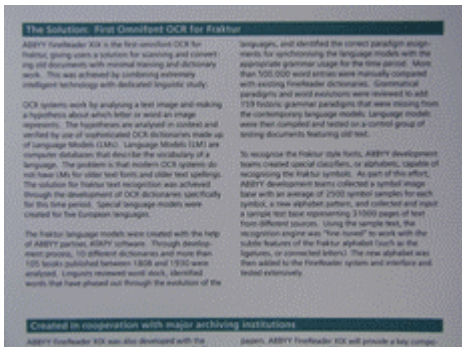 The Solution: First Omnifont OCR for Fraktur
ABBYY FineReader XIX is the first omnifont OCR for
Fraktur, giving users a solution for scanning and convert-
ing old documents with minimal training and dictionary
work. This was achieved by combining extremely
intelligent technology with dedicated linguistic study.
OCR systems work by analysing a text image and making
a hypothesis about which letter or word an image
represents. The hypotheses are analysed in context and
verified by use of sophisticated OCR dictionaries made up
of Language Models (LMs). Language Models (LM) are
computer databases that describe the vocabulary of a
language. The problem is that modern OCR systems do
not have LMs for older text fonts and older text spellings.
The solution for Fraktur text recognition was achieved
through the development of OCR dictionaries specifically
for this time period. Special language models were
created for five European languages.
The Fraktur language models were created with the help
of ABBYY partner, ATAPY software. Through develop-
ment process, 10 different dictionaries and more than
105 books published between 1808 and 1930 were
analysed. Linguists reviewed word stock, identified
words that have phased out through the evolution of the
languages, and identified the correct paradigm assign-
ments for synchronising the language models with the
appropriate grammar usage for the time period. More
than 500,000 word entries were manually compared
with existing FineReader dictionaries. Grammatical
paradigms and word evolutions were reviewed to add
159 historic grammar paradigms that were missing from
the contemporary language models. Language models
were then compiled and tested on a control group of
testing documents featuring old text.
To recognise the Fraktur style fonts, ABBYY development
teams created special classifiers, or alphabets, capable of
recognising the Fraktur symbols. As part of this effort,
ABBYY development teams collected a symbol image
base with an average of 2500 symbol samples for each
symbol, a new alphabet pattern, and collected and input
a sample text base representing 31000 pages of text
from different sources. Using the sample text, the
recognition engine was "fine-tuned" to work with the
subtle features of the Fraktur alphabet (such as the
ligatures, or connected letters). The new alphabet was
then added to the FineReader system and interface and
tested extensively.
Created in cooperation with major archiving institutions
ABBYY FineReader XIX was also developed with the
papers. ABBYY FineReader XIX will provide a key compo-